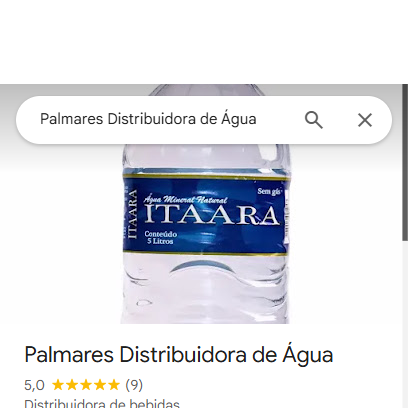 Palmares Distribuidora de Água
ITAARA
Água Mineral Natural
Sem gás
ITAARA
Conteúdo
5 Litros
Palmares Distribuidora de Água
5,0 (9)
Distribuidora de bebidas